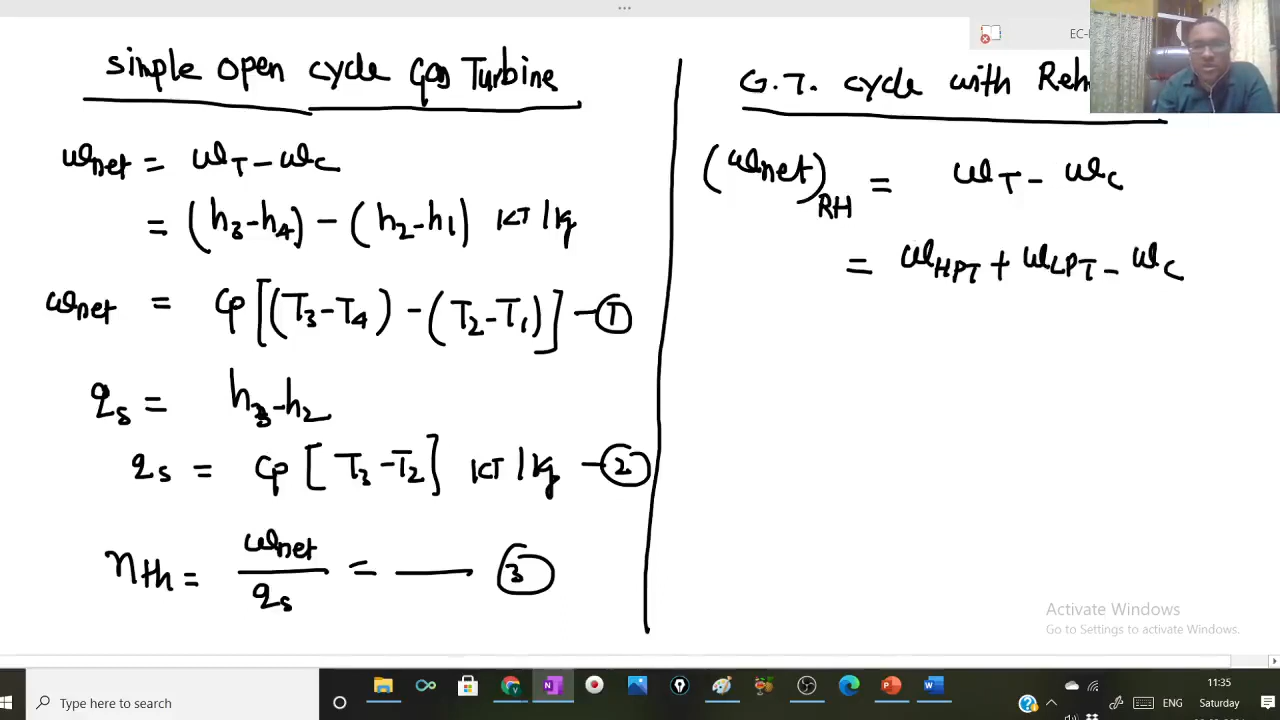 simple open cycle Gas Turbine
wnet = wT - wc
= (h3-h4) - (h2-h1) KJ/kg
wnet = Cp[(T3-T4) - (T2-T1)] - ①
qs = h3-h2
qs = Cp[T3-T2] KJ/kg - ②
ηth = wnet/qs = —— ③
EC-
G.T. cycle with Reh
(wnet)RH = wT - wc
= wHPT + wLPT - wc
Activate Windows
Go to Settings to activate Windows.
Type here to search
ENG
11:35
Saturday